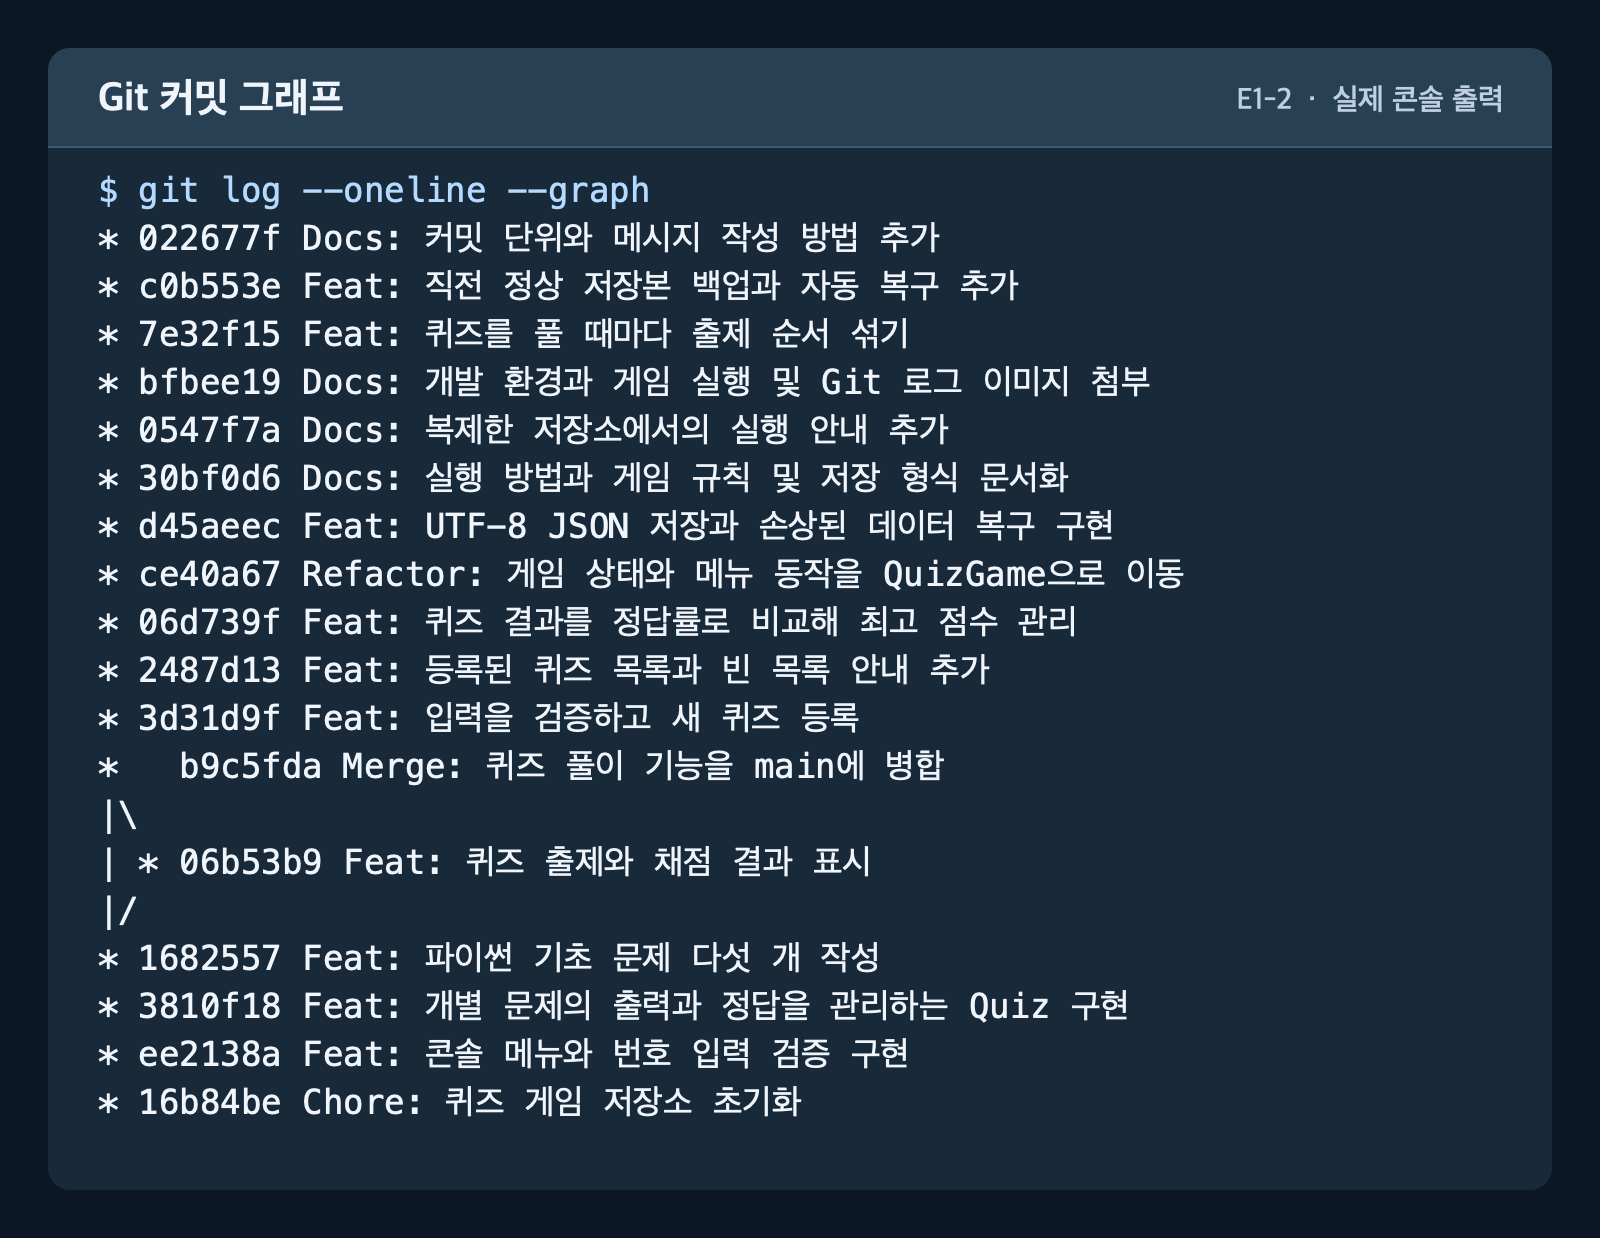 Git 커밋 그래프
E1-2 · 실제 콘솔 출력
$ git log --oneline --graph
* 022677f Docs: 커밋 단위와 메시지 작성 방법 추가
* c0b553e Feat: 직전 정상 저장본 백업과 자동 복구 추가
* 7e32f15 Feat: 퀴즈를 풀 때마다 출제 순서 섞기
* bfbee19 Docs: 개발 환경과 게임 실행 및 Git 로그 이미지 첨부
* 0547f7a Docs: 복제한 저장소에서의 실행 안내 추가
* 30bf0d6 Docs: 실행 방법과 게임 규칙 및 저장 형식 문서화
* d45aeec Feat: UTF-8 JSON 저장과 손상된 데이터 복구 구현
* ce40a67 Refactor: 게임 상태와 메뉴 동작을 QuizGame으로 이동
* 06d739f Feat: 퀴즈 결과를 정답률로 비교해 최고 점수 관리
* 2487d13 Feat: 등록된 퀴즈 목록과 빈 목록 안내 추가
* 3d31d9f Feat: 입력을 검증하고 새 퀴즈 등록
*   b9c5fda Merge: 퀴즈 풀이 기능을 main에 병합
|\
| * 06b53b9 Feat: 퀴즈 출제와 채점 결과 표시
|/
* 1682557 Feat: 파이썬 기초 문제 다섯 개 작성
* 3810f18 Feat: 개별 문제의 출력과 정답을 관리하는 Quiz 구현
* ee2138a Feat: 콘솔 메뉴와 번호 입력 검증 구현
* 16b84be Chore: 퀴즈 게임 저장소 초기화